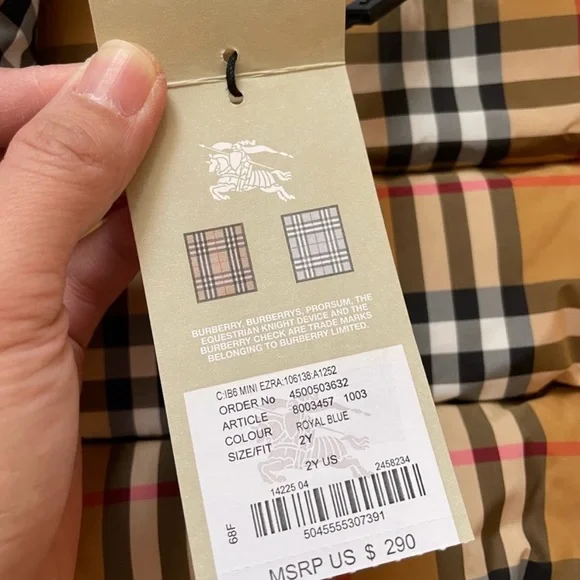 BURBERRY, BURBERRYS, PRORSUM, THE
EQUESTRIAN KNIGHT DEVICE AND THE
BURBERRY CHECK ARE TRADE MARKS
BELONGING TO BURBERRY LIMITED.
C:IB6 MINI EZRA:106138:A1252
ORDER No 4500503632
ARTICLE 8003457 1003
COLOUR ROYAL BLUE
SIZE/FIT 2Y
2Y US
14225 04 2458234
68F
5045555307391
MSRP US $ 290